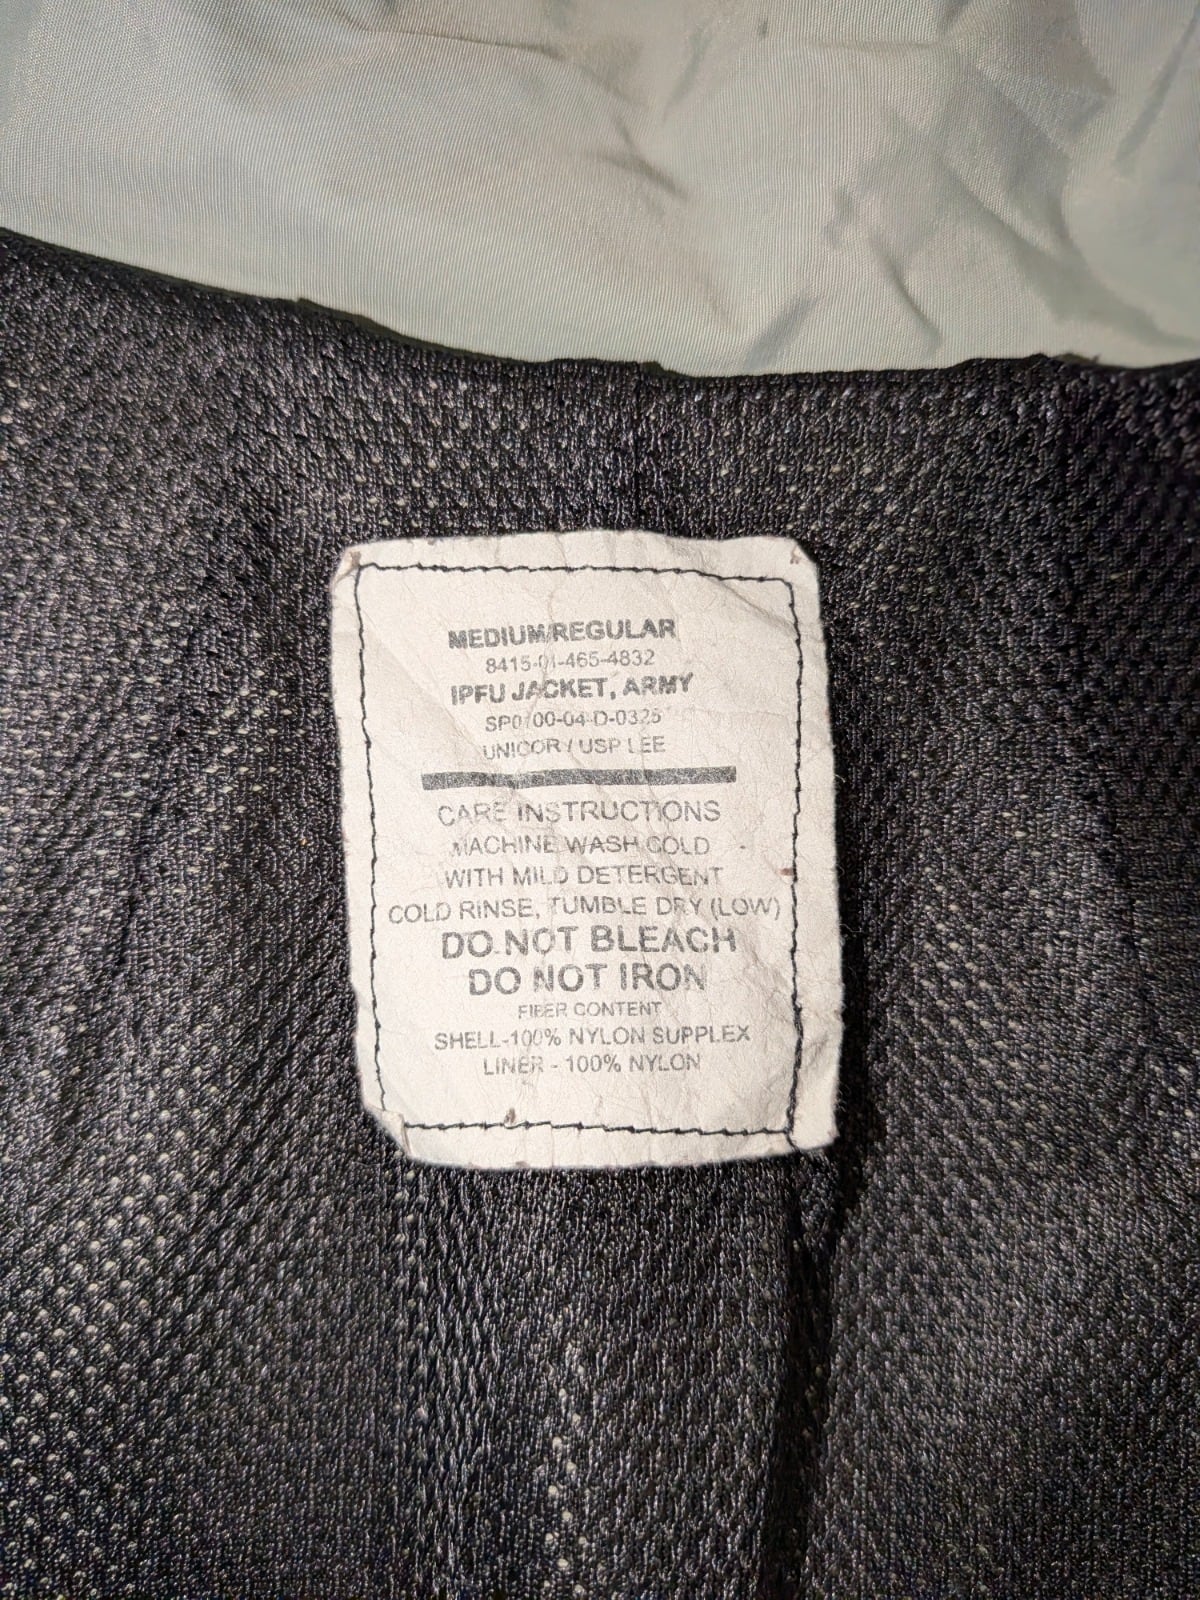 MEDIUM/REGULAR
8415-01-465-4832
IPFU JACKET, ARMY
SP0100-04-D-0325
UNICOR / USP LEE
CARE INSTRUCTIONS
MACHINE WASH COLD
WITH MILD DETERGENT
COLD RINSE, TUMBLE DRY (LOW)
DO NOT BLEACH
DO NOT IRON
FIBER CONTENT
SHELL-100% NYLON SUPPLEX
LINER - 100% NYLON